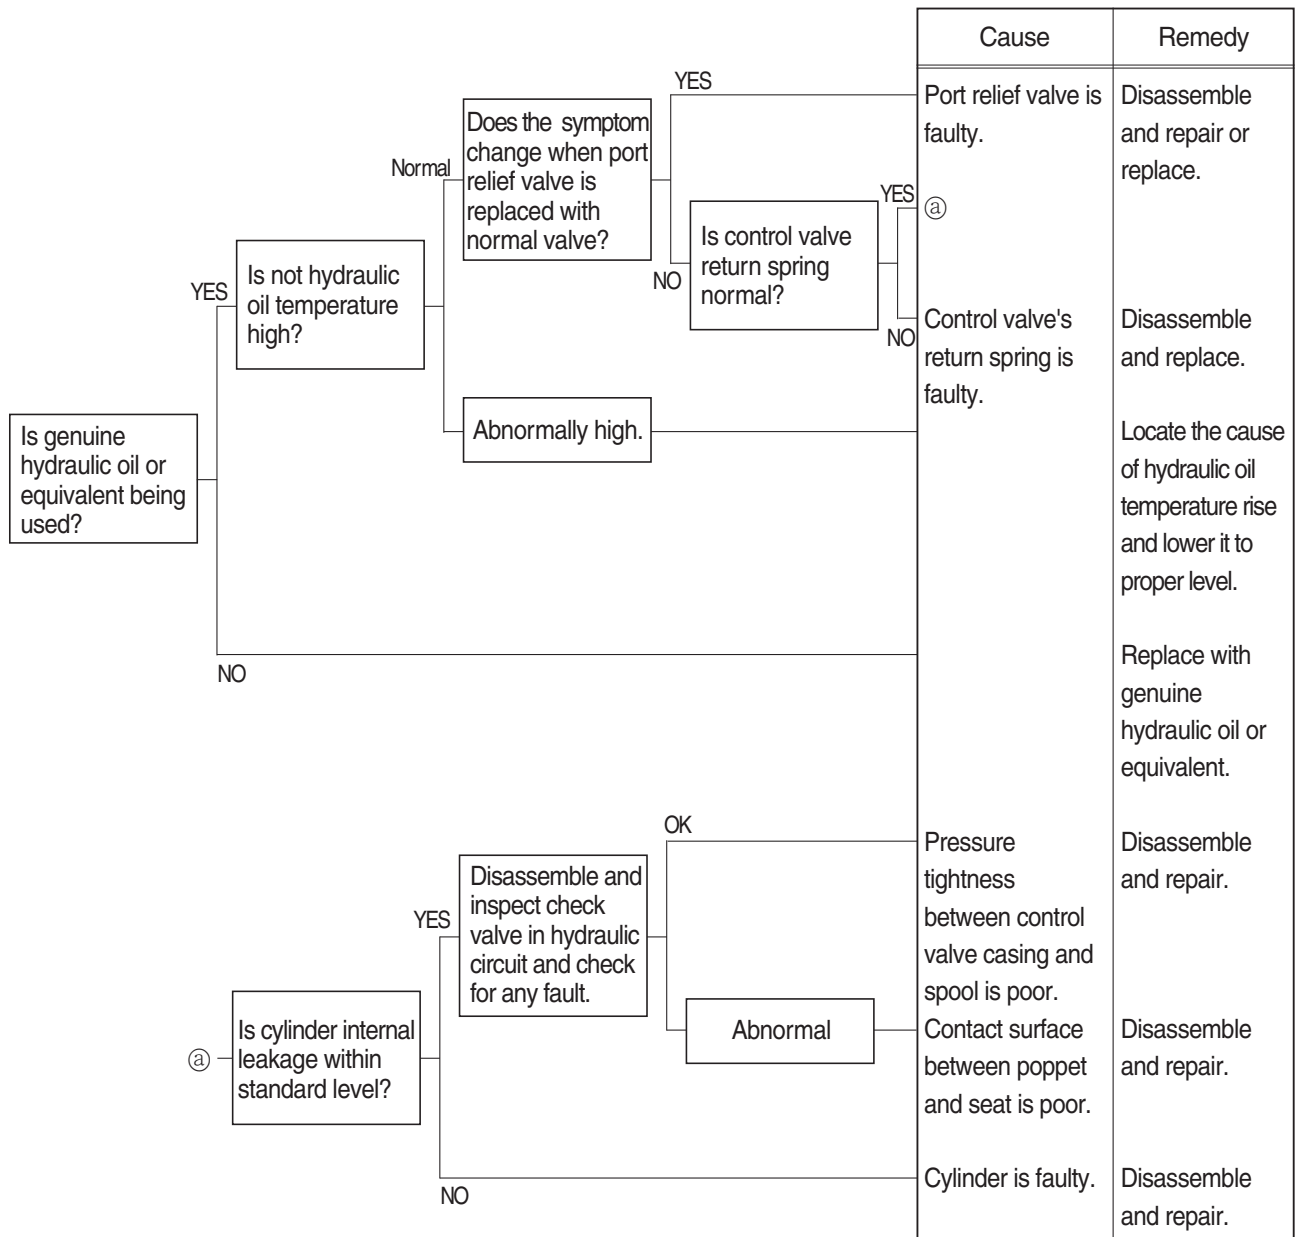 Cause
Remedy
YES
Port relief valve is
faulty.
Disassemble
and repair or
replace.
Does the symptom
change when port
relief valve is
replaced with
normal valve?
Normal
YES
ⓐ
Is control valve
return spring
normal?
NO
Is not hydraulic
oil temperature
high?
YES
NO
Control valve's
return spring is
faulty.
Disassemble
and replace.
Abnormally high.
Locate the cause
of hydraulic oil
temperature rise
and lower it to
proper level.
Is genuine
hydraulic oil or
equivalent being
used?
NO
Replace with
genuine
hydraulic oil or
equivalent.
OK
Pressure
tightness
between control
valve casing and
spool is poor.
Disassemble
and repair.
Disassemble and
inspect check
valve in hydraulic
circuit and check
for any fault.
YES
Abnormal
Contact surface
between poppet
and seat is poor.
Disassemble
and repair.
ⓐ
Is cylinder internal
leakage within
standard level?
NO
Cylinder is faulty.
Disassemble
and repair.